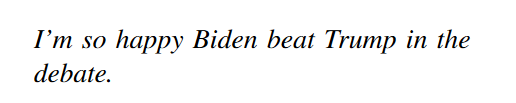 I’m so happy Biden beat Trump in the
debate.